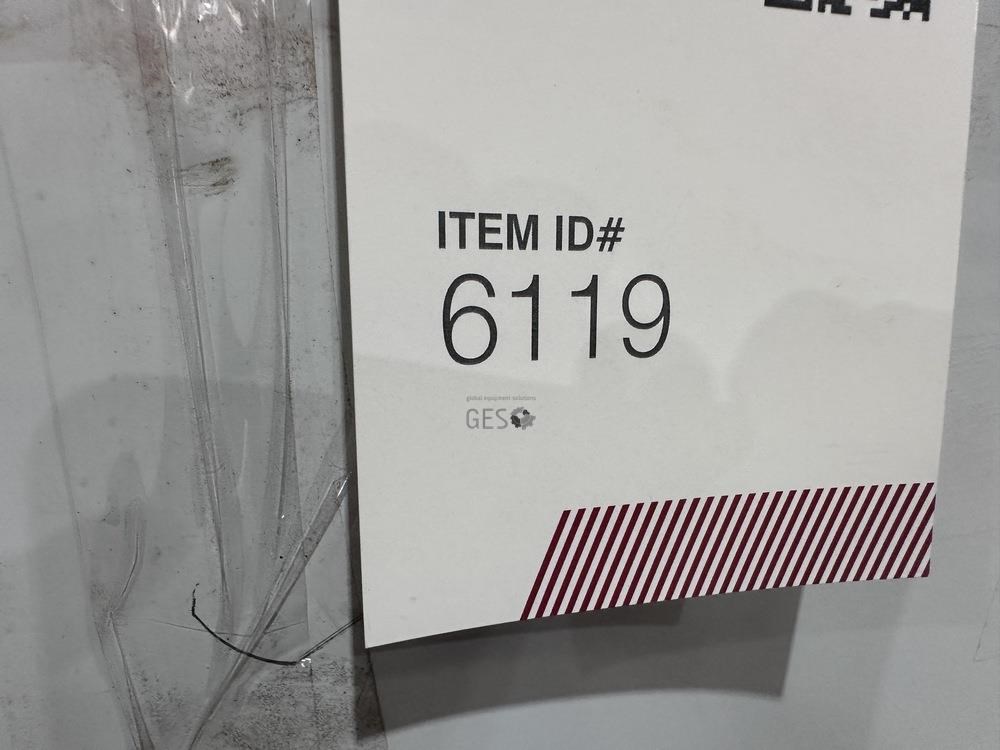 ITEM ID#
6119
global equipment solutions
GES